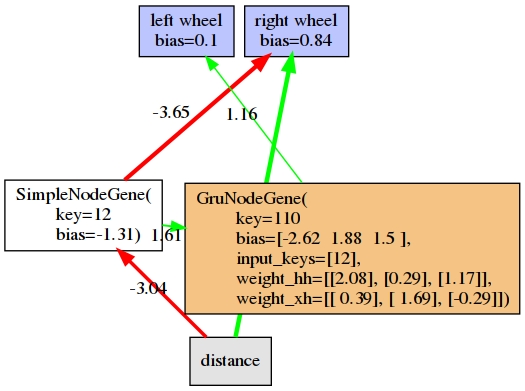 left wheel
bias=0.1
right wheel
bias=0.84
-3.65
1.16
SimpleNodeGene(
key=12
bias=-1.31)
1.61
GruNodeGene(
key=110
bias=[-2.62 1.88 1.5 ],
input_keys=[12],
weight_hh=[[2.08], [0.29], [1.17]],
weight_xh=[[ 0.39], [ 1.69], [-0.29]])
-3.04
distance